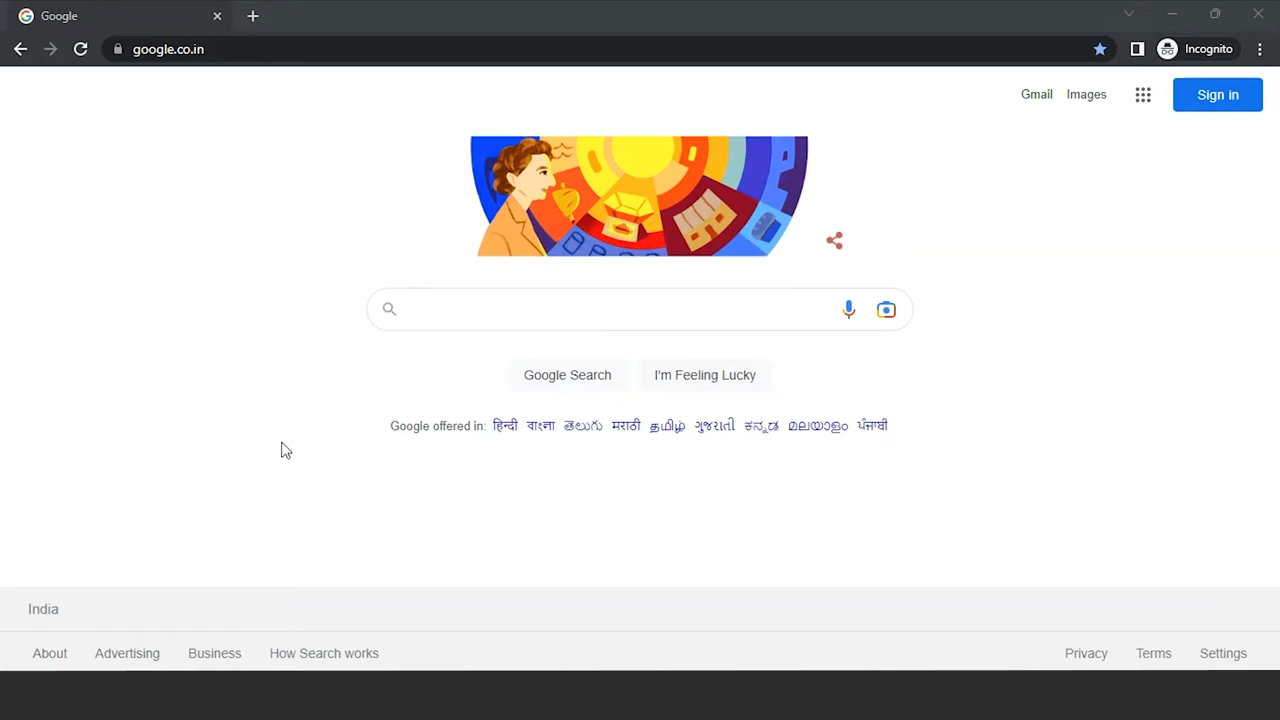 Google
google.co.in
Incognito
Gmail Images Sign in
Google Search I'm Feeling Lucky
Google offered in: हिन्दी বাংলা తెలుగు मराठी தமிழ் ગુજરાતી ಕನ್ನಡ മലയാളം ਪੰਜਾਬੀ
India
About Advertising Business How Search works Privacy Terms Settings